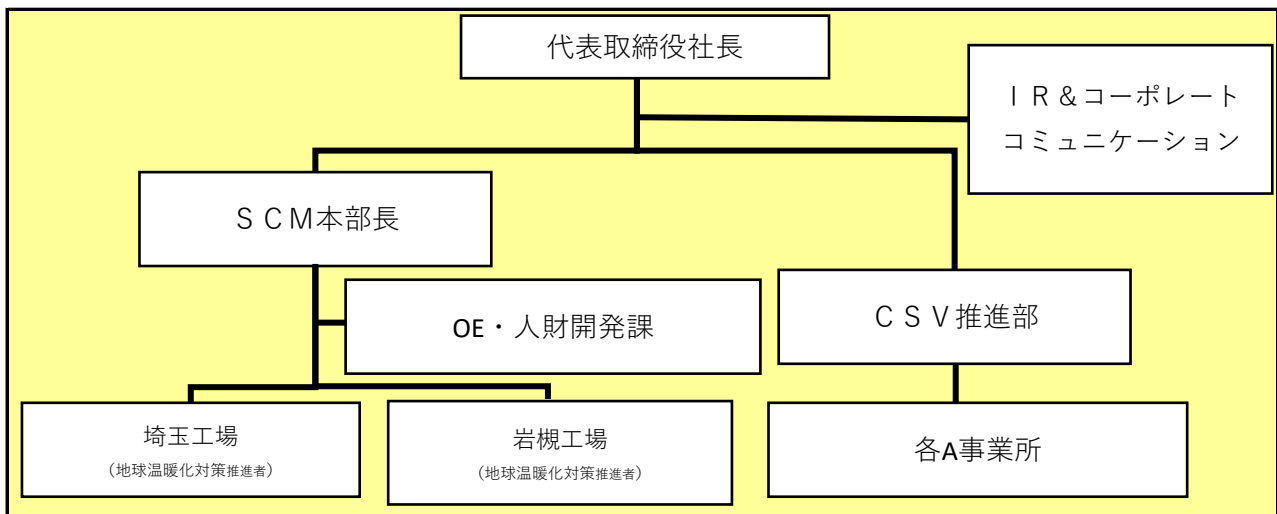 代表取締役社長
ＩＲ＆コーポレート
コミュニケーション
ＳＣＭ本部長
OE・人財開発課
ＣＳＶ推進部
埼玉工場
（地球温暖化対策推進者）
岩槻工場
（地球温暖化対策推進者）
各A事業所